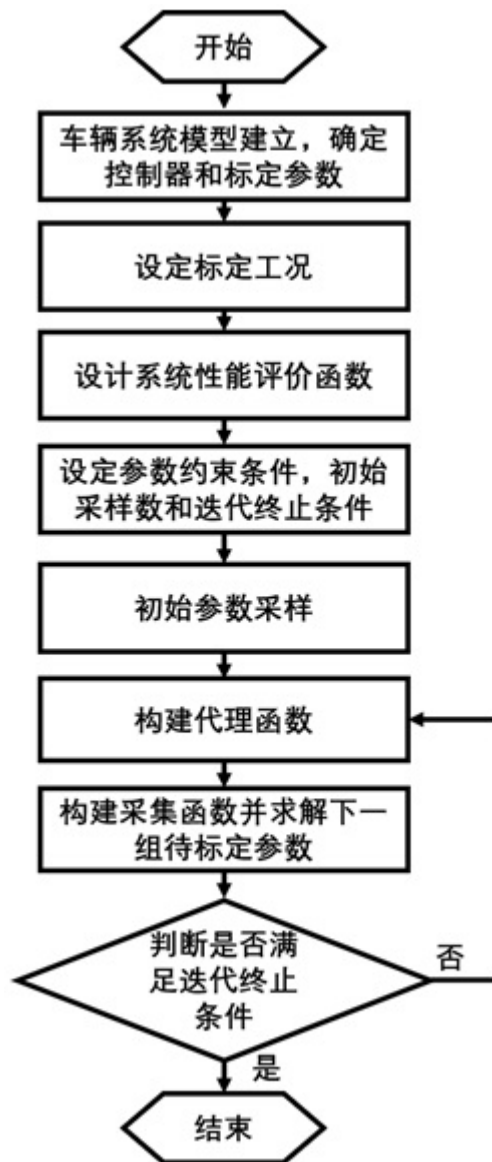 开始
车辆系统模型建立，确定
控制器和标定参数
设定标定工况
设计系统性能评价函数
设定参数约束条件，初始
采样数和迭代终止条件
初始参数采样
构建代理函数
构建采集函数并求解下一
组待标定参数
判断是否满
足迭代终止
条件
否
是
结束